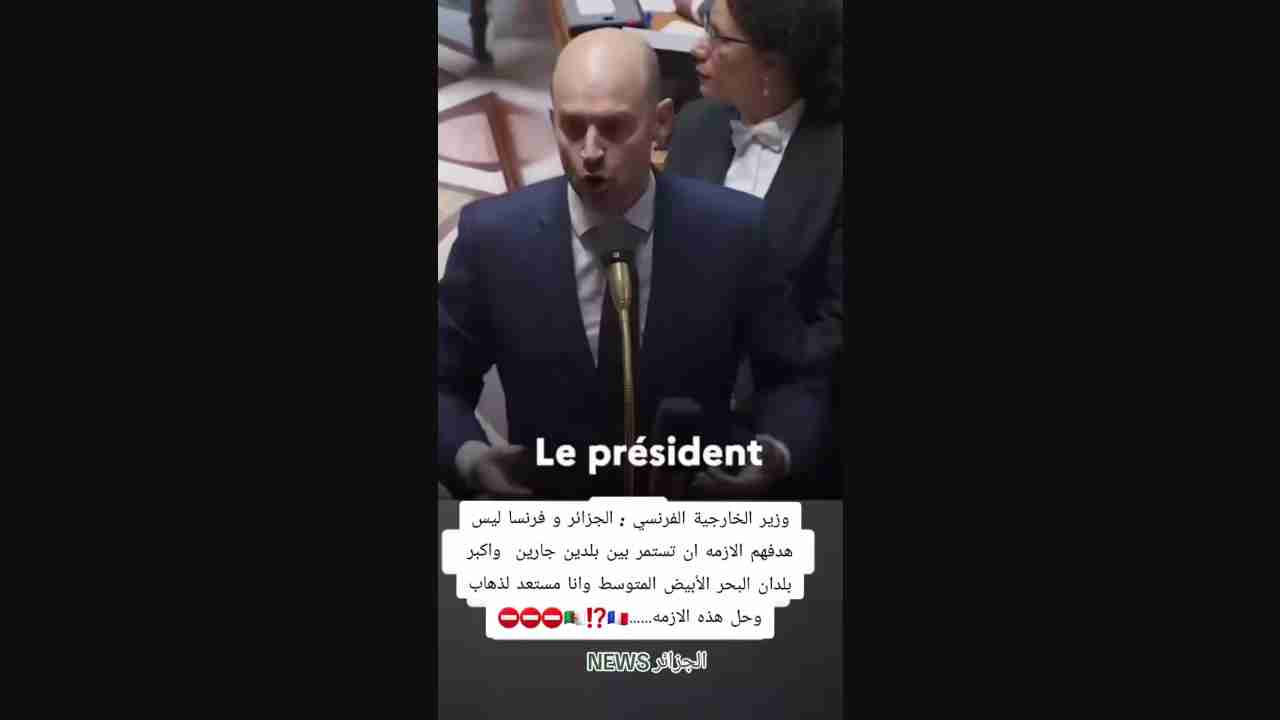 Le président
وزير الخارجية الفرنسي : الجزائر و فرنسا ليس
هدفهم الازمه ان تستمر بين بلدين جارين واكبر
بلدان البحر الأبيض المتوسط وانا مستعد لذهاب
وحل هذه الازمه......🇫🇷⁉️🇩🇿⛔⛔⛔
الجزائر NEWS